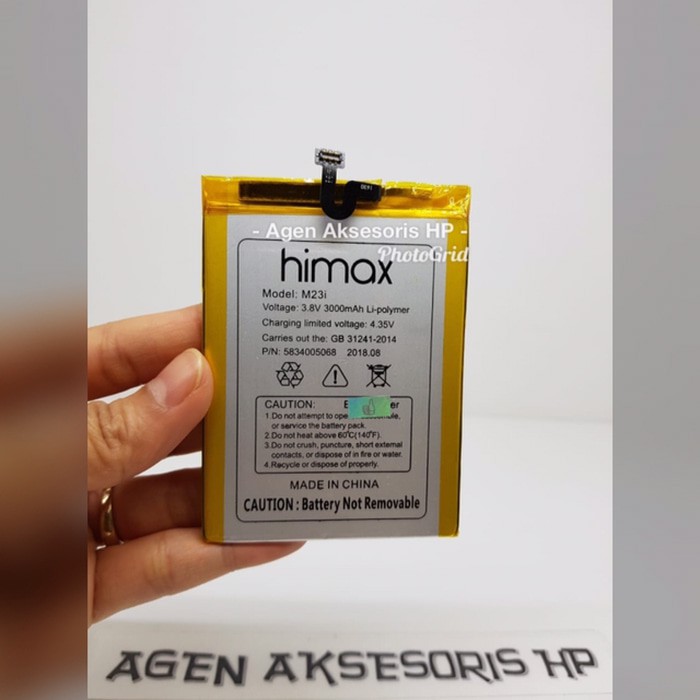 - Agen Aksesoris HP -
PhotoGrid
himax
Model: M23i
Voltage: 3.8V 3000mAh Li-polymer
Charging limited voltage: 4.35V
Carries out the: GB 31241-2014
P/N: 5834005068 2018.08
CAUTION:
1.Do not attempt to
or service the battery pack.
2.Do not heat above 60℃(140℉).
3.Do not crush, puncture, short external
contacts, or dispose of in fire or water.
4.Recycle or dispose of properly.
MADE IN CHINA
CAUTION : Battery Not Removable
AGEN AKSESORIS HP